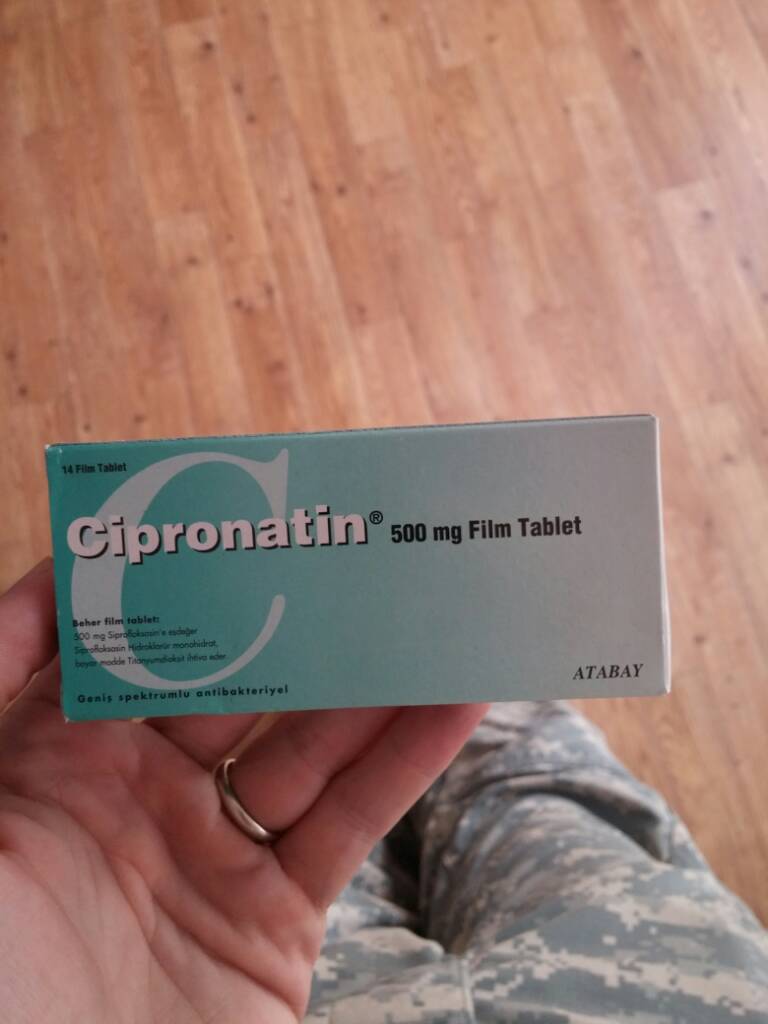 14 Film Tablet
Cipronatin® 500 mg Film Tablet
Beher film tablet:
500 mg Siprofloksasin'e eşdeğer
Siprofloksasin Hidroklorür monohidrat,
boyar madde Titanyumdioksit ihtiva eder.
Geniş spektrumlu antibakteriyel
ATABAY